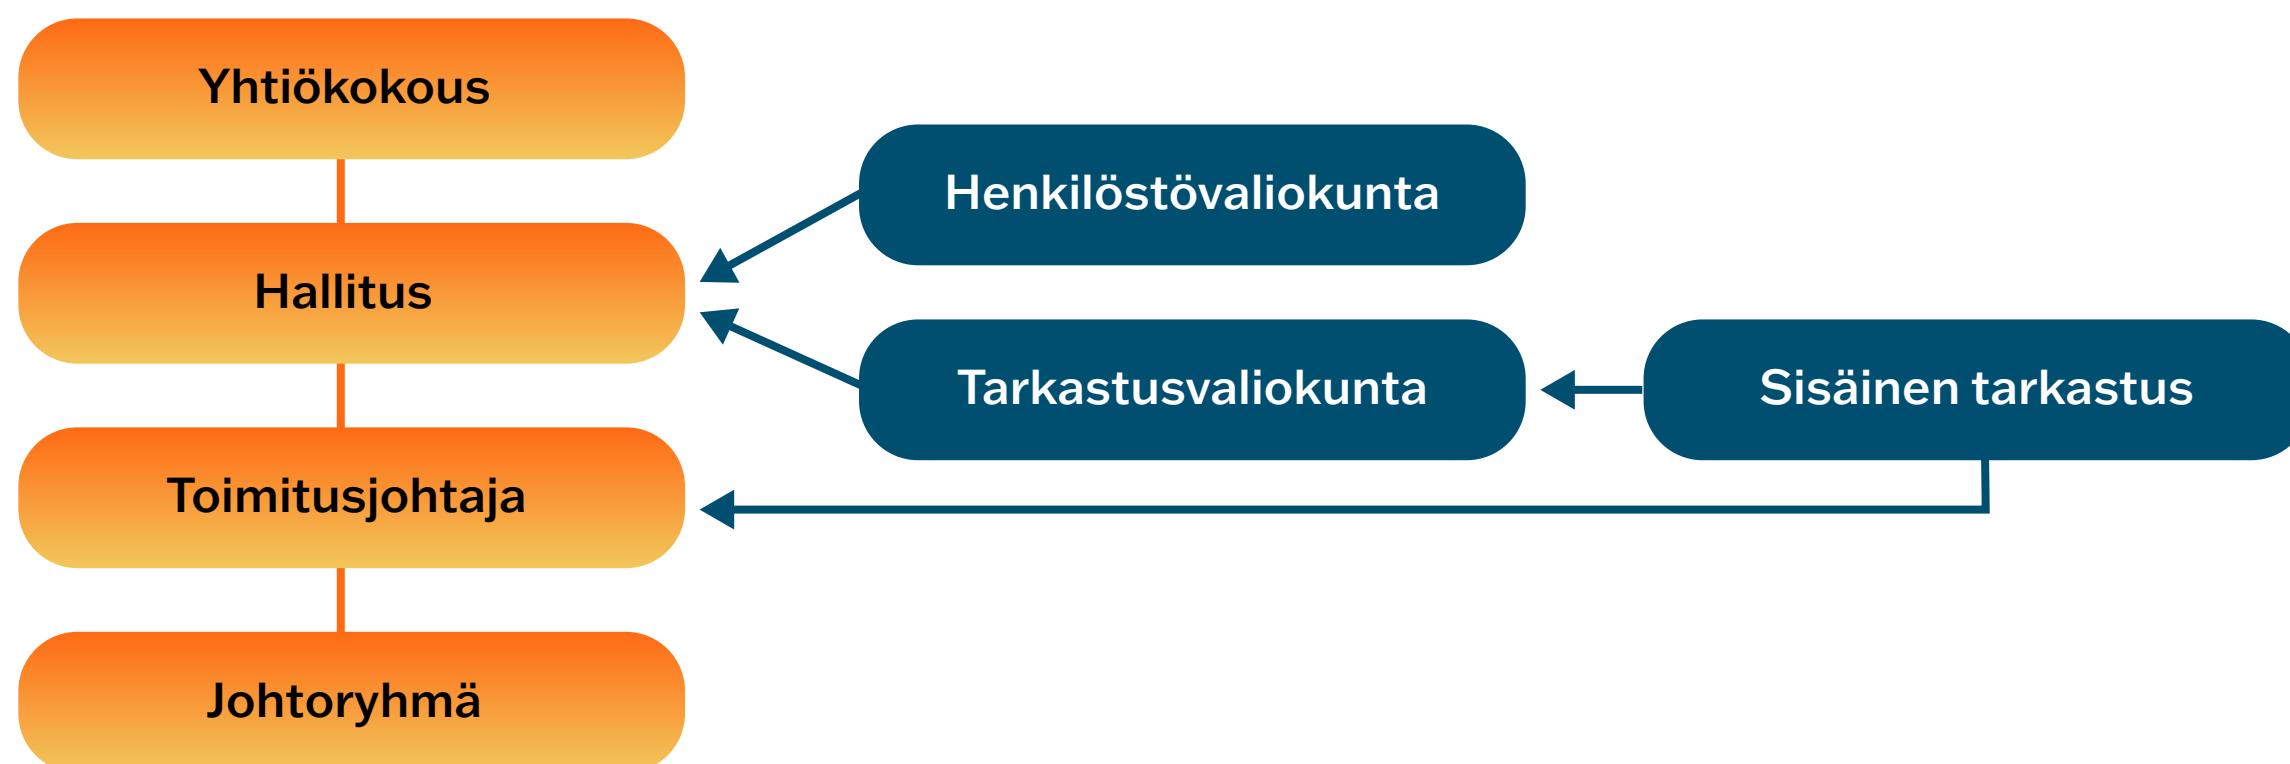 Yhtiökokous
Henkilöstövaliokunta
Hallitus
Tarkastusvaliokunta
Sisäinen tarkastus
Toimitusjohtaja
Johtoryhmä